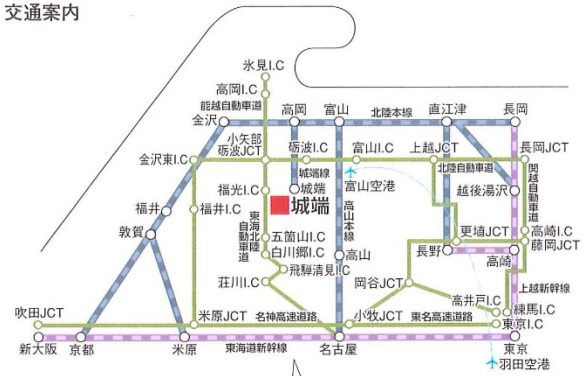 交通案内
氷見I.C
高岡I.C
能越自動車道
金沢
高岡
富山
北陸本線
直江津
長岡
小矢部
砺波JCT
金沢東I.C
砺波I.C
富山I.C
上越JCT
長岡JCT
北陸自動車道
城端線
城端
富山空港
福光I.C
城端
越後湯沢
関越自動車道
福井
福井I.C
東海北陸
自動車道
高山本線
敦賀
五箇山I.C
白川郷I.C
飛騨清見I.C
荘川I.C
高山
長野
更埴JCT
高崎I.C
藤岡JCT
高崎
岡谷JCT
上越新幹線
高井戸I.C
練馬I.C
東京I.C
吹田JCT
米原JCT
名神高速道路
小牧JCT
東名高速道路
新大阪
京都
米原
東海道新幹線
名古屋
東京
羽田空港